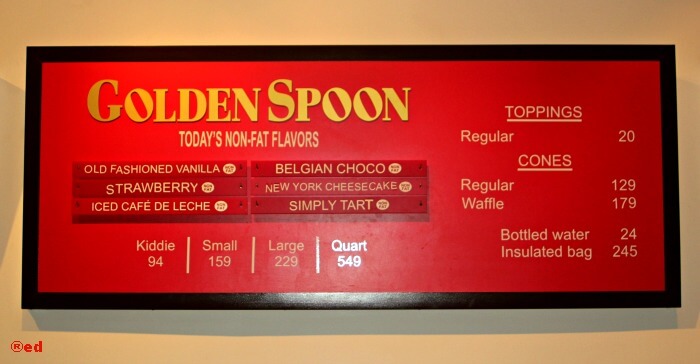 GOLDEN SPOON
TODAY'S NON-FAT FLAVORS
OLD FASHIONED VANILLA
BELGIAN CHOCO
STRAWBERRY
NEW YORK CHEESECAKE
ICED CAFÉ DE LECHE
SIMPLY TART
Kiddie Small Large Quart
94 159 229 549
TOPPINGS
Regular 20
CONES
Regular 129
Waffle 179
Bottled water 24
Insulated bag 245
®ed